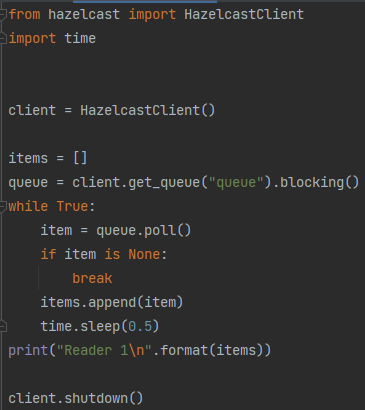 from hazelcast import HazelcastClient
import time
client = HazelcastClient()
items = []
queue = client.get_queue("queue").blocking()
while True:
    item = queue.poll()
    if item is None:
        break
    items.append(item)
    time.sleep(0.5)
print("Reader 1\n".format(items))
client.shutdown()